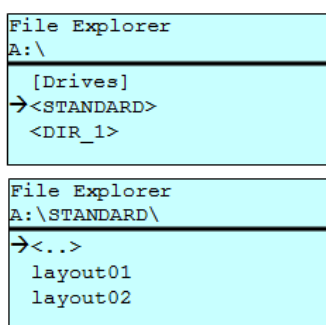 File Explorer
A:\
[Drives]
→<STANDARD>
<DIR_1>
File Explorer
A:\STANDARD\
→<..>
layout01
layout02